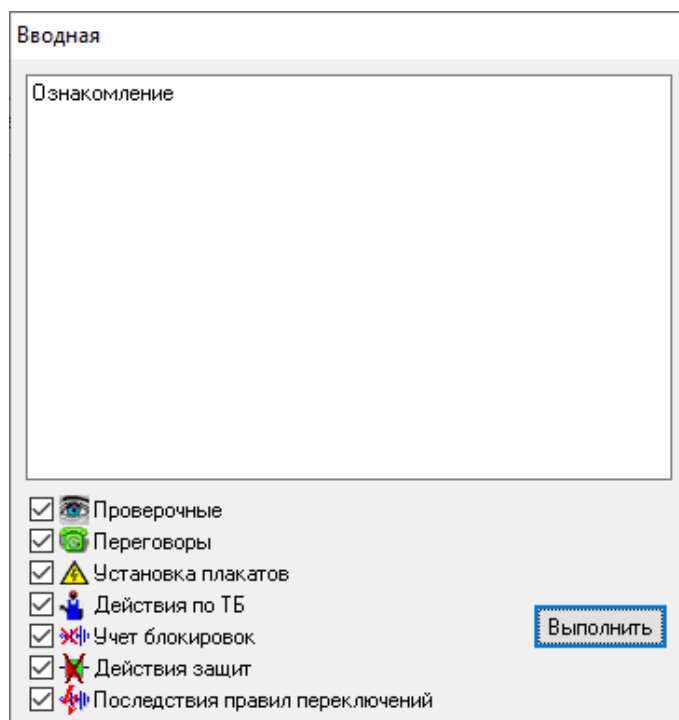 Вводная
Ознакомление
Проверочные
Переговоры
Установка плакатов
Действия по ТБ
Учет блокировок
Выполнить
Действия защит
Последствия правил переключений